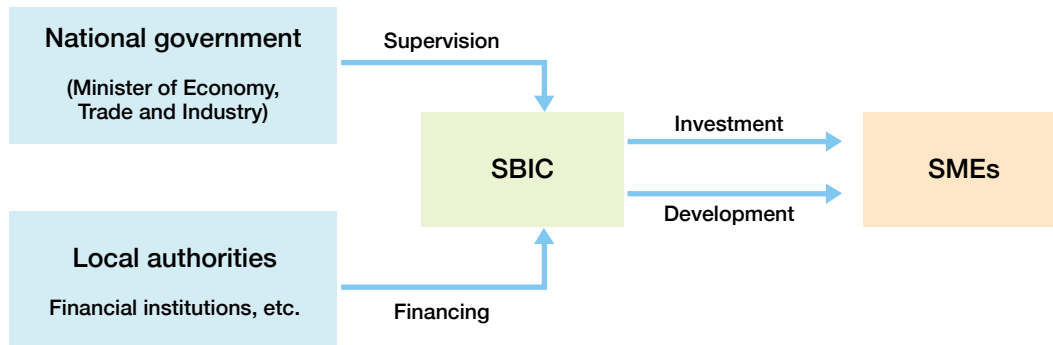 National government
(Minister of Economy,
Trade and Industry)
Supervision
SBIC
Investment
Development
SMEs
Local authorities
Financial institutions, etc.
Financing